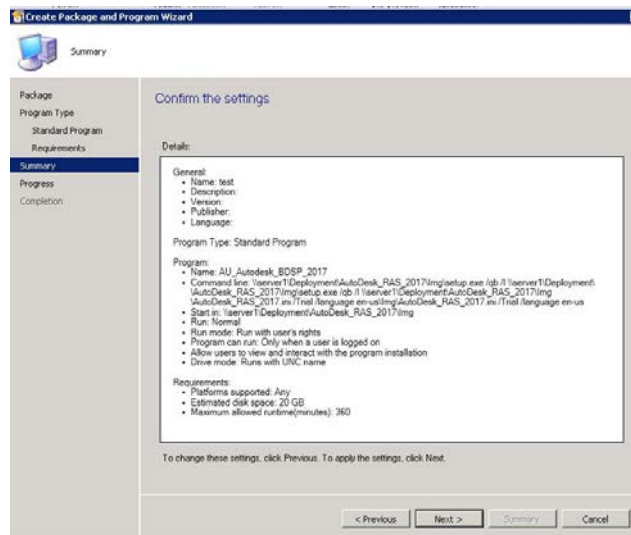 Create Package and Program Wizard
Summary
Package
Program Type
Standard Program
Requirements
Summary
Progress
Completion
Confirm the settings
Details:
General:
• Name: test
• Description:
• Version:
• Publisher:
• Language:
Program Type: Standard Program
Program:
• Name: AU_Autodesk_BDSP_2017
• Command line: \\server1\Deployment\AutoDesk_RAS_2017\Img\setup.exe /qb /I \\server1\Deployment\
\AutoDesk_RAS_2017\Img\setup.exe /qb /I \\server1\Deployment\AutoDesk_RAS_2017\Img
\AutoDesk_RAS_2017.ini /Trial /language en-us\Img\AutoDesk_RAS_2017.ini /Trial /language en-us
• Start in: \\server1\Deployment\AutoDesk_RAS_2017\Img
• Run: Normal
• Run mode: Run with user's rights
• Program can run: Only when a user is logged on
• Allow users to view and interact with the program installation
• Drive mode: Runs with UNC name
Requirements:
• Platforms supported: Any
• Estimated disk space: 20 GB
• Maximum allowed runtime(minutes): 360
To change these settings, click Previous. To apply the settings, click Next.
< Previous
Next >
Summary
Cancel